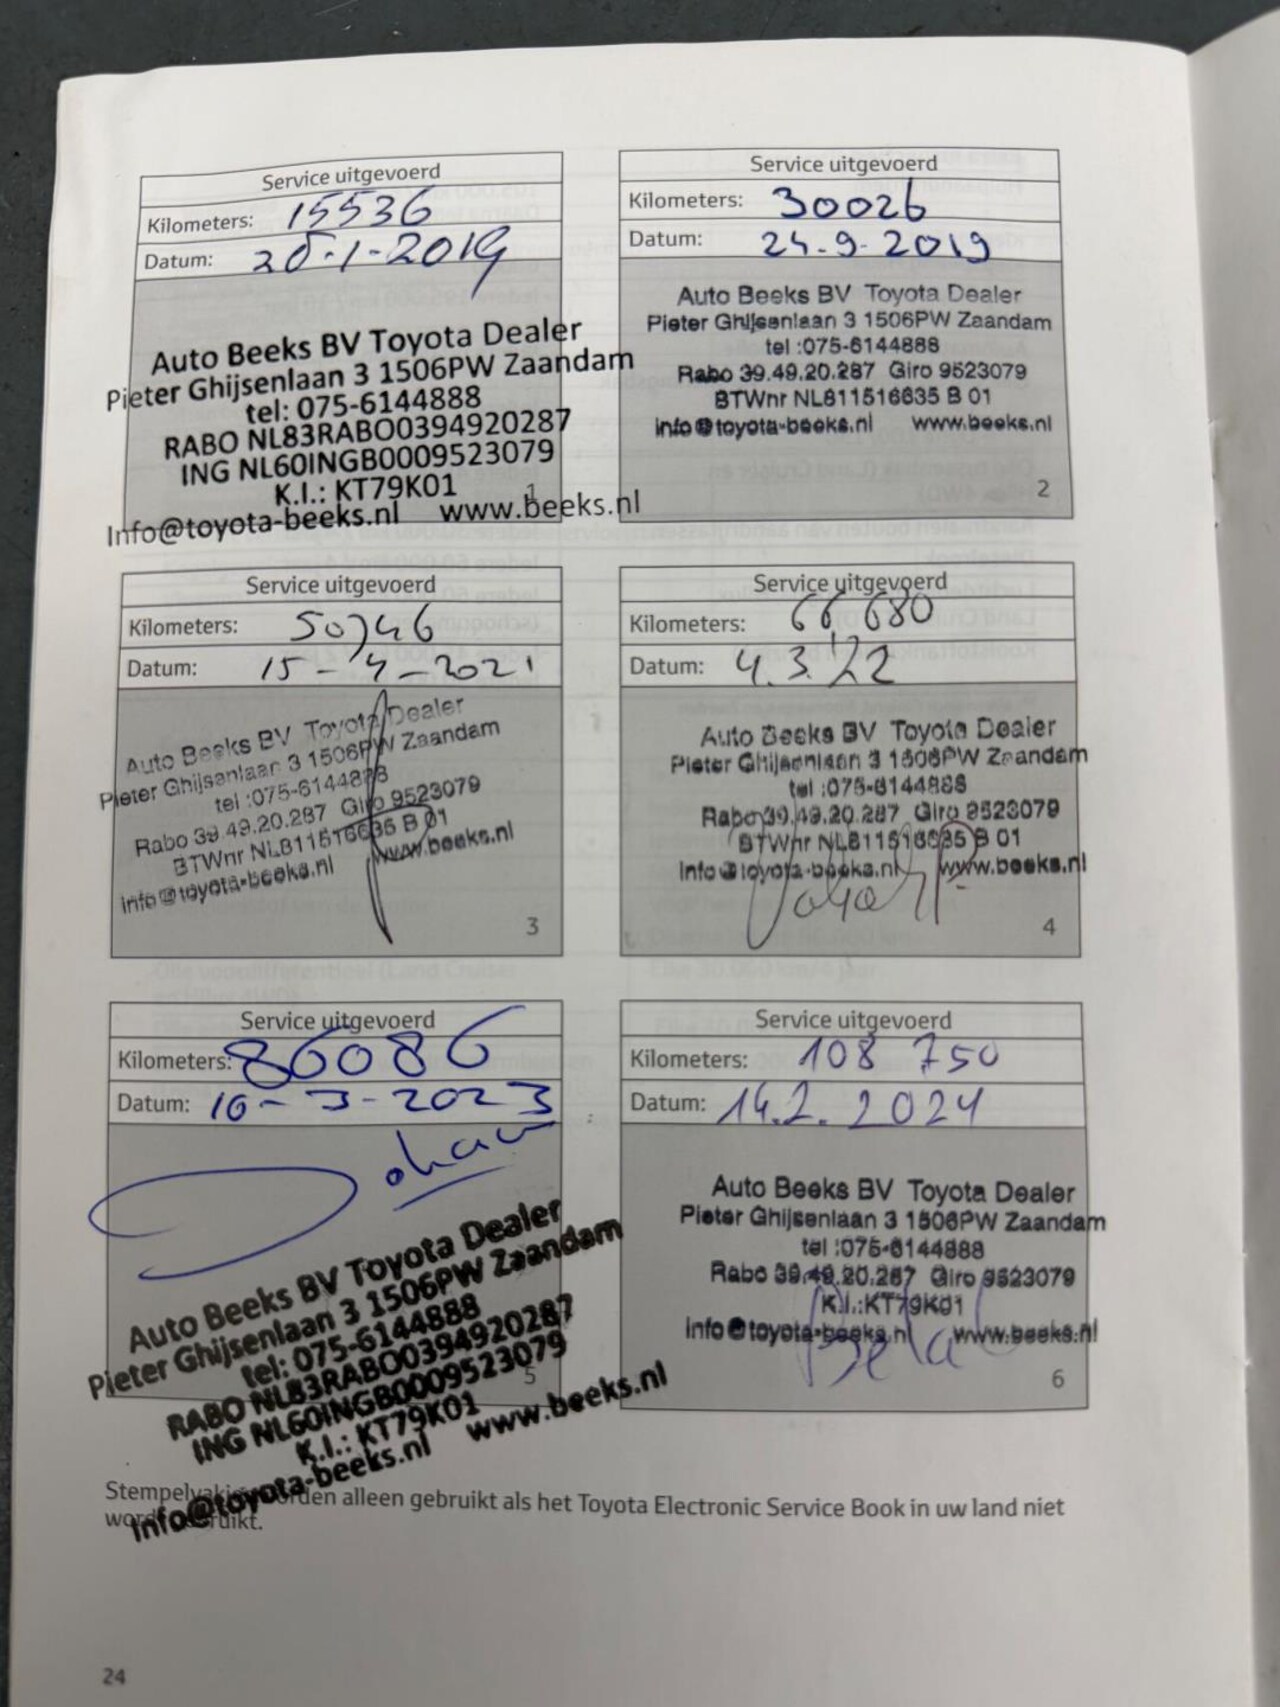 Service uitgevoerd
Kilometers: 15536
Datum: 1-2019
Auto Beeks BV Toyota Dealer
Pieter Ghijsenlaan 3 1506PW Zaandam
tel: 075-6144888
RABO NL83RABO0394920287
ING NL60INGB0009523079
K.I.: KT79K01
1
Info@toyota-beeks.nl www.beeks.nl
Service uitgevoerd
Kilometers: 30026
Datum: 24-9-2019
Auto Beeks BV Toyota Dealer
Pieter Ghijsenlaan 3 1506PW Zaandam
tel :075-6144888
Rabo 39.49.20.287 Giro 9523079
BTWnr NL811516635 B 01
info@toyota-beeks.nl www.beeks.nl
2
Service uitgevoerd
Kilometers: 50746
Datum: 15-4-2021
Auto Beeks BV Toyota Dealer
Pieter Ghijsenlaan 3 1506PW Zaandam
tel :075-6144888
Rabo 39.49.20.287 Giro 9523079
BTWnr NL811516635 B 01
info@toyota-beeks.nl www.beeks.nl
3
Service uitgevoerd
Kilometers: 66680
Datum: 4.3.'22
Auto Beeks BV Toyota Dealer
Pieter Ghijsenlaan 3 1506PW Zaandam
tel :075-6144888
Rabo 39.49.20.287 Giro 9523079
BTWnr NL811516635 B 01
info@toyota-beeks.nl www.beeks.nl
4
Service uitgevoerd
Kilometers: 86086
Datum: 16-3-2023
Johan
Auto Beeks BV Toyota Dealer
Pieter Ghijsenlaan 3 1506PW Zaandam
tel: 075-6144888
RABO NL83RABO0394920287
ING NL60INGB0009523079
5
K.I.: KT79K01
Info@toyota-beeks.nl www.beeks.nl
Service uitgevoerd
Kilometers: 108 750
Datum: 14.2.2024
Auto Beeks BV Toyota Dealer
Pieter Ghijsenlaan 3 1506PW Zaandam
tel :075-6144888
Rabo 39.49.20.287 Giro 9523079
K.I.:KT79K01
info@toyota-beeks.nl www.beeks.nl
6
alleen gebruikt als het Toyota Electronic Service Book in uw land niet
24